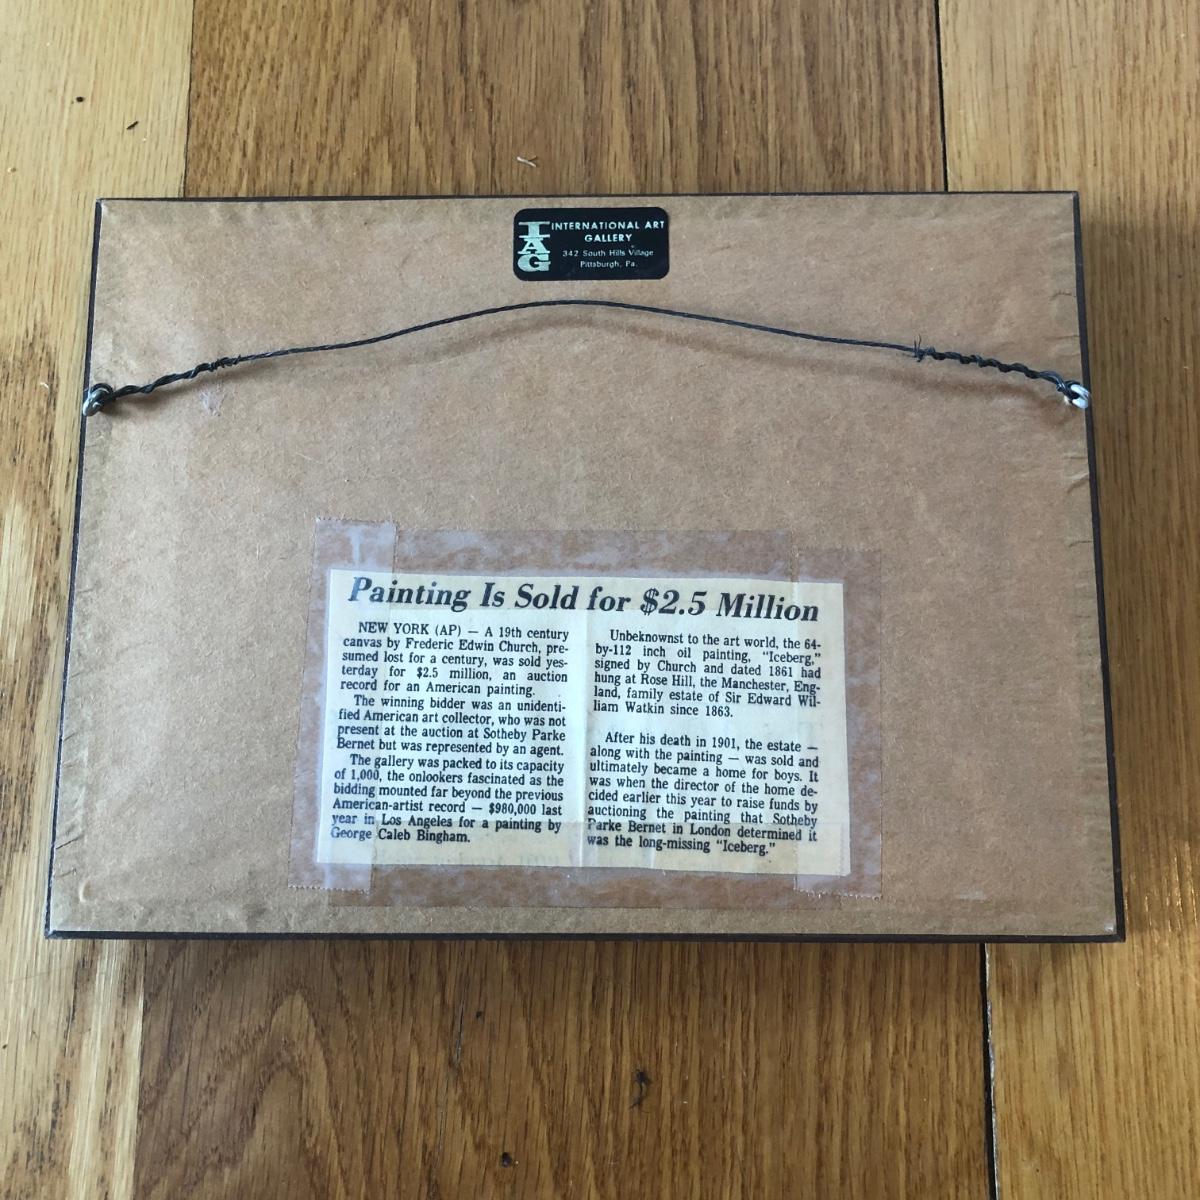 IAG
INTERNATIONAL ART
GALLERY
342 South Hills Village
Pittsburgh, Pa.
Painting Is Sold for $2.5 Million
NEW YORK (AP) — A 19th century
canvas by Frederic Edwin Church, pre-
sumed lost for a century, was sold yes-
terday for $2.5 million, an auction
record for an American painting.
The winning bidder was an unidenti-
fied American art collector, who was not
present at the auction at Sotheby Parke
Bernet but was represented by an agent.
The gallery was packed to its capacity
of 1,000, the onlookers fascinated as the
bidding mounted far beyond the previous
American-artist record — $980,000 last
year in Los Angeles for a painting by
George Caleb Bingham.
Unbeknownst to the art world, the 64-
by-112 inch oil painting, "Iceberg,"
signed by Church and dated 1861 had
hung at Rose Hill, the Manchester, Eng-
land, family estate of Sir Edward Wil-
liam Watkin since 1863.
After his death in 1901, the estate —
along with the painting — was sold and
ultimately became a home for boys. It
was when the director of the home de-
cided earlier this year to raise funds by
auctioning the painting that Sotheby
Parke Bernet in London determined it
was the long-missing "Iceberg."